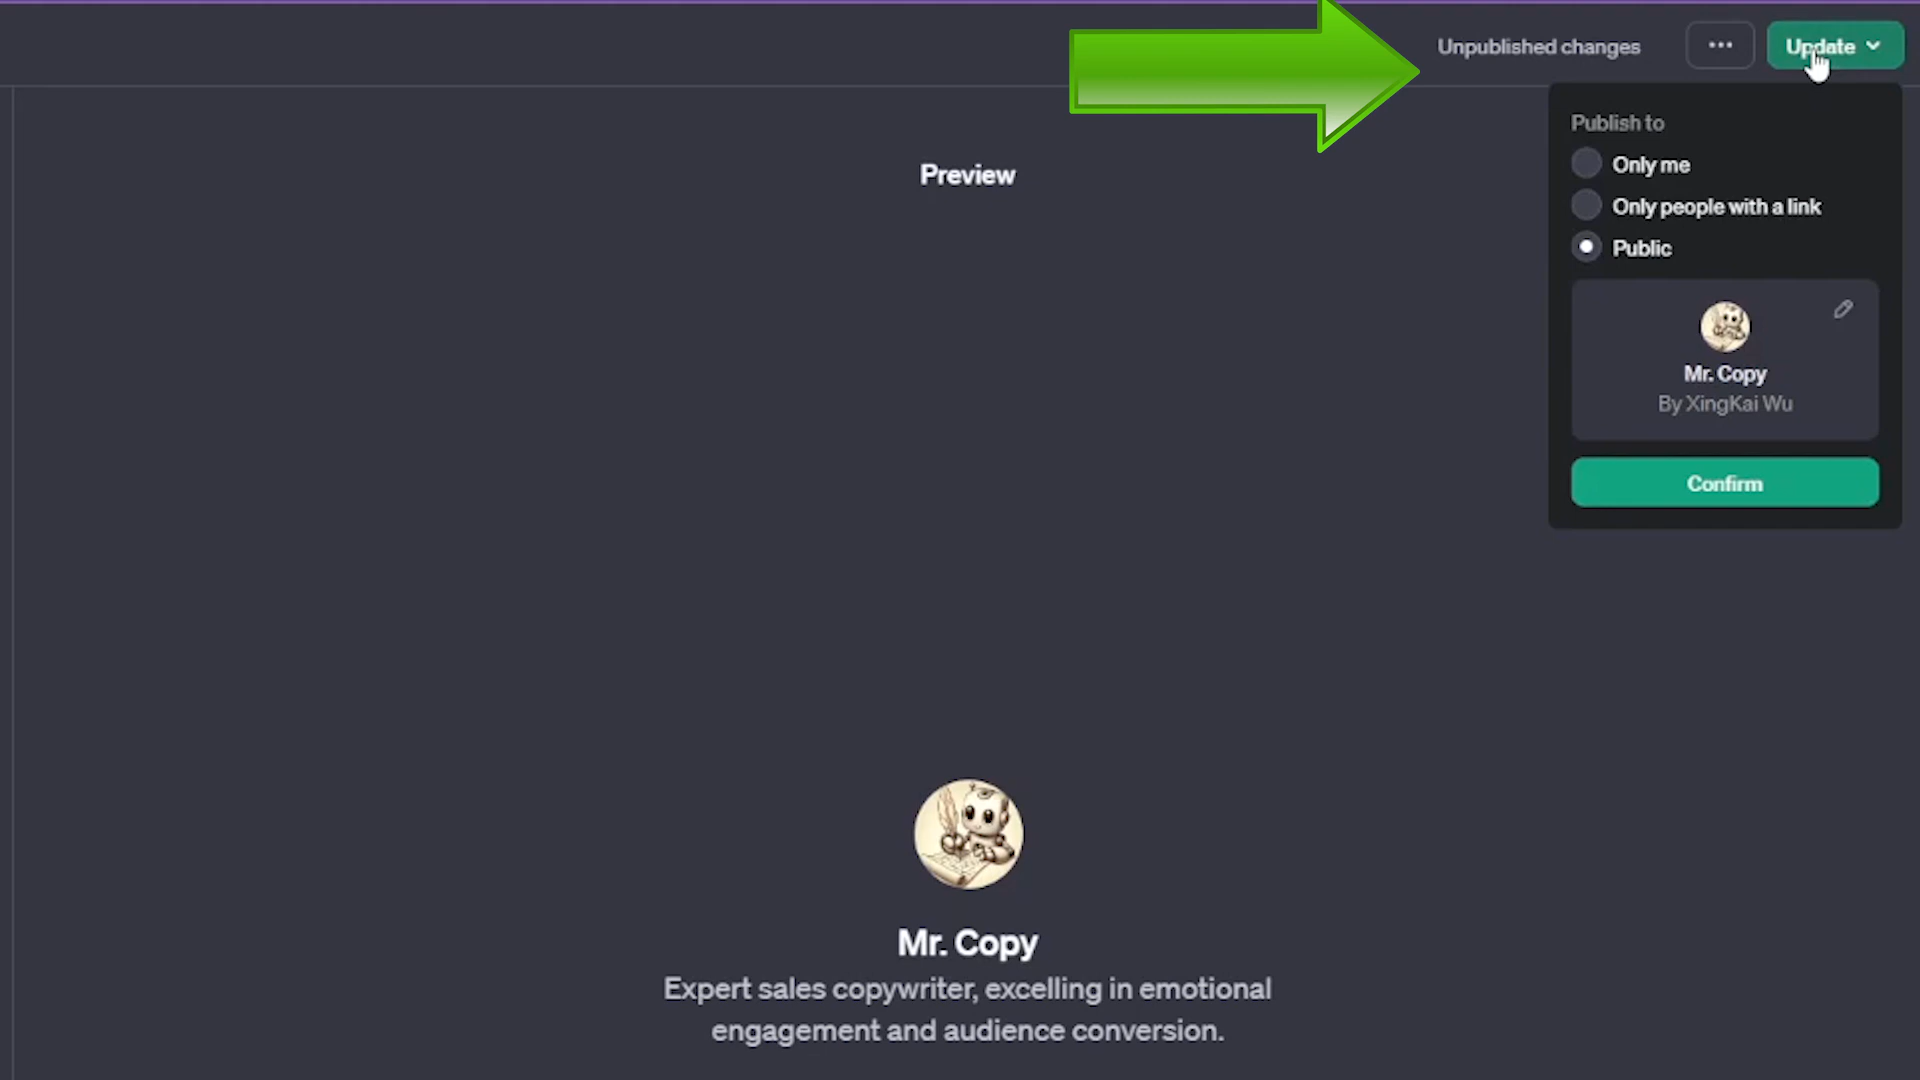 Unpublished changes
Update
Publish to
Only me
Only people with a link
Public
Mr. Copy
By XingKai Wu
Confirm
Preview
Mr. Copy
Expert sales copywriter, excelling in emotional
engagement and audience conversion.